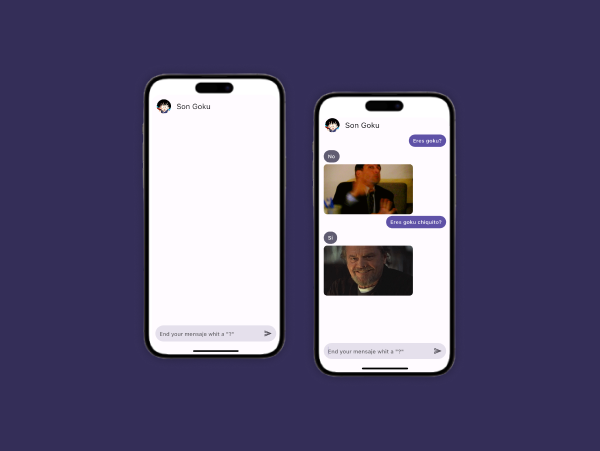 Son Goku
End your mensaje whit a "?"
Son Goku
Eres goku?
No
Eres goku chiquito?
Si
End your mensaje whit a "?"